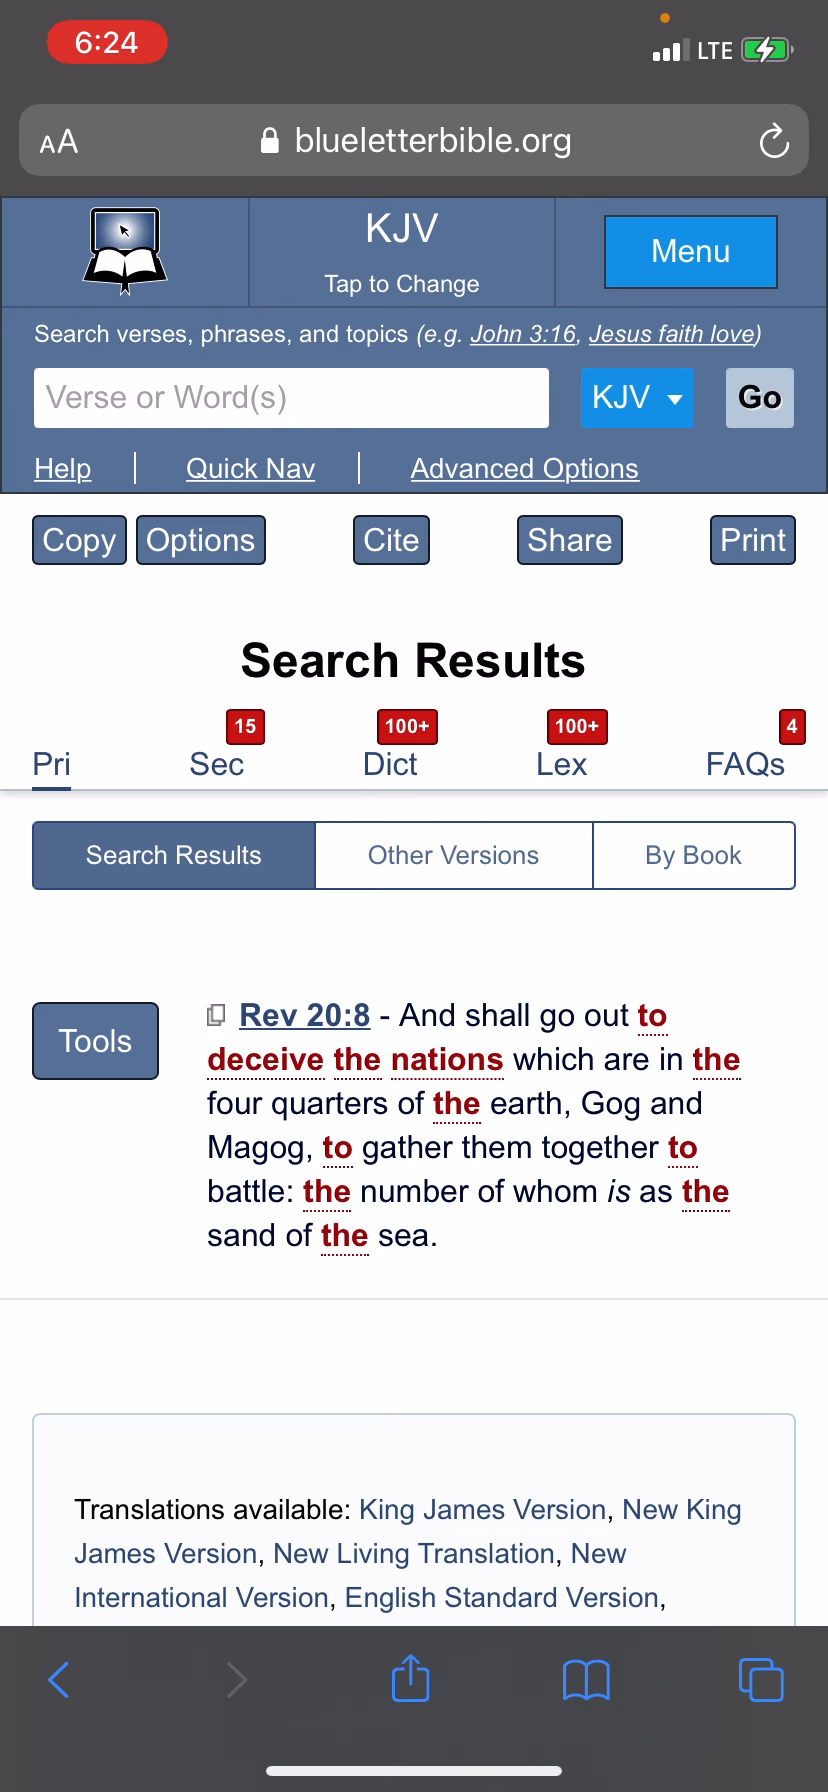 6:24
LTE
AA blueletterbible.org
KJV
Tap to Change
Menu
Search verses, phrases, and topics (e.g. John 3:16, Jesus faith love)
Verse or Word(s) KJV Go
Help | Quick Nav | Advanced Options
Copy Options Cite Share Print
Search Results
15 100+ 100+ 4
Pri Sec Dict Lex FAQs
Search Results Other Versions By Book
Tools
Rev 20:8 - And shall go out to
deceive the nations which are in the
four quarters of the earth, Gog and
Magog, to gather them together to
battle: the number of whom is as the
sand of the sea.
Translations available: King James Version, New King
James Version, New Living Translation, New
International Version, English Standard Version,